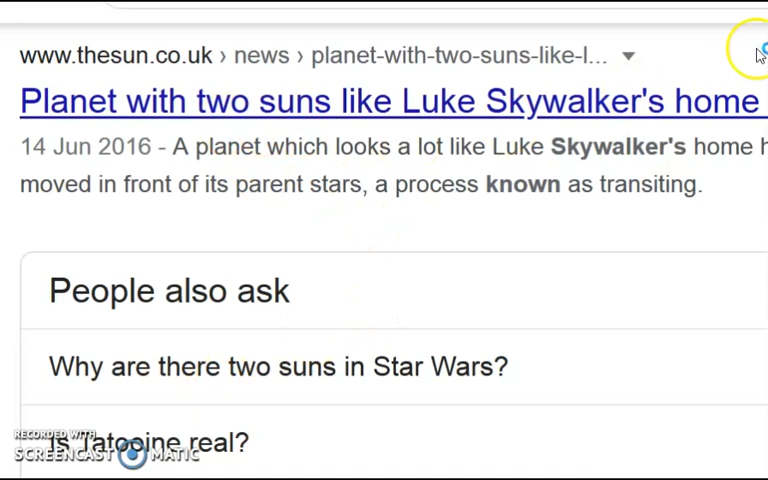 www.thesun.co.uk › news › planet-with-two-suns-like-l...
Planet with two suns like Luke Skywalker's home
14 Jun 2016 - A planet which looks a lot like Luke Skywalker's home
moved in front of its parent stars, a process known as transiting.
People also ask
Why are there two suns in Star Wars?
Is Tatooine real?
RECORDED WITH
SCREENCAST MATIC